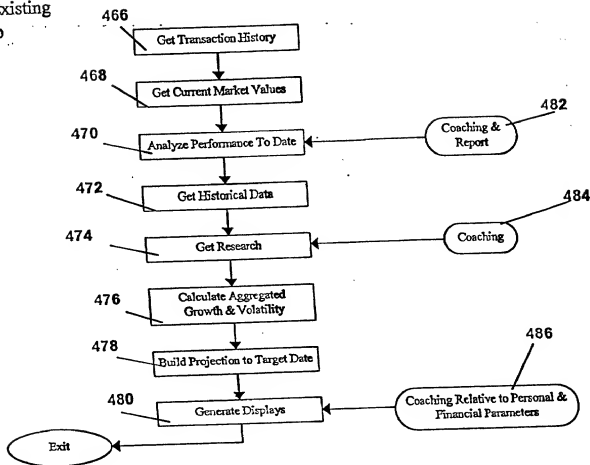 xisting
466
Get Transaction History
468
Get Current Market Values
482
Coaching &
Report
470
Analyze Performance To Date
472
Get Historical Data
484
Coaching
474
Get Research
476
Calculate Aggregated
Growth & Volatility
478
Build Projection to Target Date
486
Coaching Relative to Personal &
Financial Parameters
480
Generate Displays
Exit